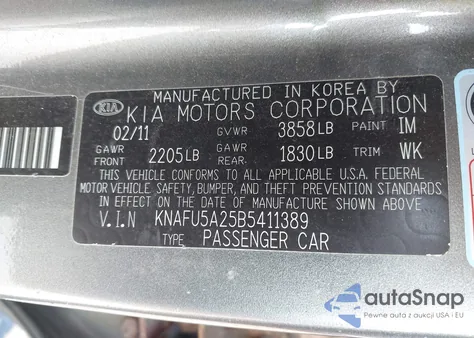 MANUFACTURED IN KOREA BY
KIA KIA MOTORS CORPORATION
02/11 GVWR 3858LB PAINT IM
GAWR FRONT 2205LB GAWR REAR 1830LB TRIM WK
THIS VEHICLE CONFORMS TO ALL APPLICABLE U.S.A. FEDERAL
MOTOR VEHICLE SAFETY, BUMPER, AND THEFT PREVENTION STANDARDS
IN EFFECT ON THE DATE OF MANUFACTURE SHOWN ABOVE.
V.I.N KNAFU5A25B5411389
TYPE PASSENGER CAR
autoSnap
Pewne auta z aukcji USA i EU